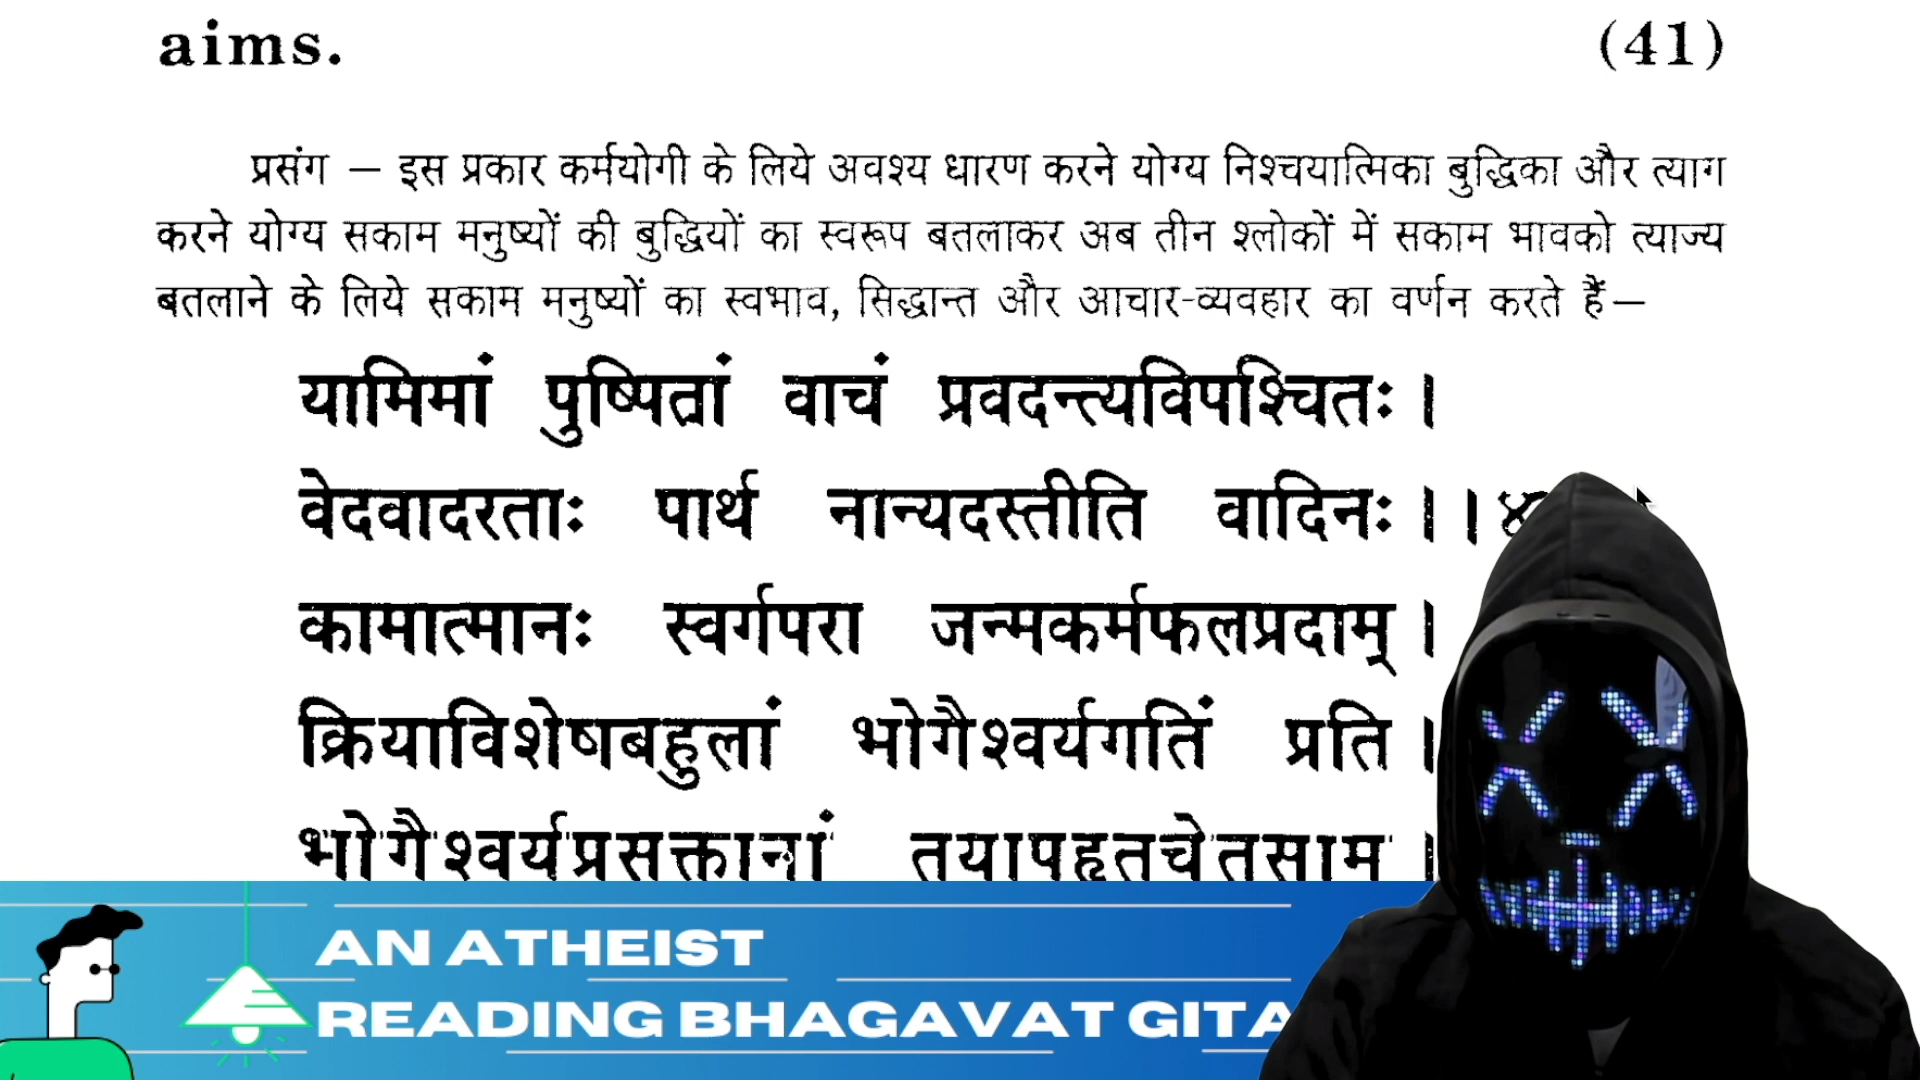 aims. (41)
प्रसंग – इस प्रकार कर्मयोगी के लिये अवश्य धारण करने योग्य निश्चयात्मिका बुद्धिका और त्याग
करने योग्य सकाम मनुष्यों की बुद्धियों का स्वरूप बतलाकर अब तीन श्लोकों में सकाम भावको त्याज्य
बतलाने के लिये सकाम मनुष्यों का स्वभाव, सिद्धान्त और आचार-व्यवहार का वर्णन करते हैं–
यामिमां पुष्पितां वाचं प्रवदन्त्यविपश्चितः।
वेदवादरताः पार्थ नान्यदस्तीति वादिनः।।
कामात्मानः स्वर्गपरा जन्मकर्मफलप्रदाम्।
क्रियाविशेषबहुलां भोगैश्वर्यगतिं प्रति।
भोगैश्वर्यप्रसक्तानां तयापहृतचेतसाम।
AN ATHEIST
READING BHAGAVAT GITA